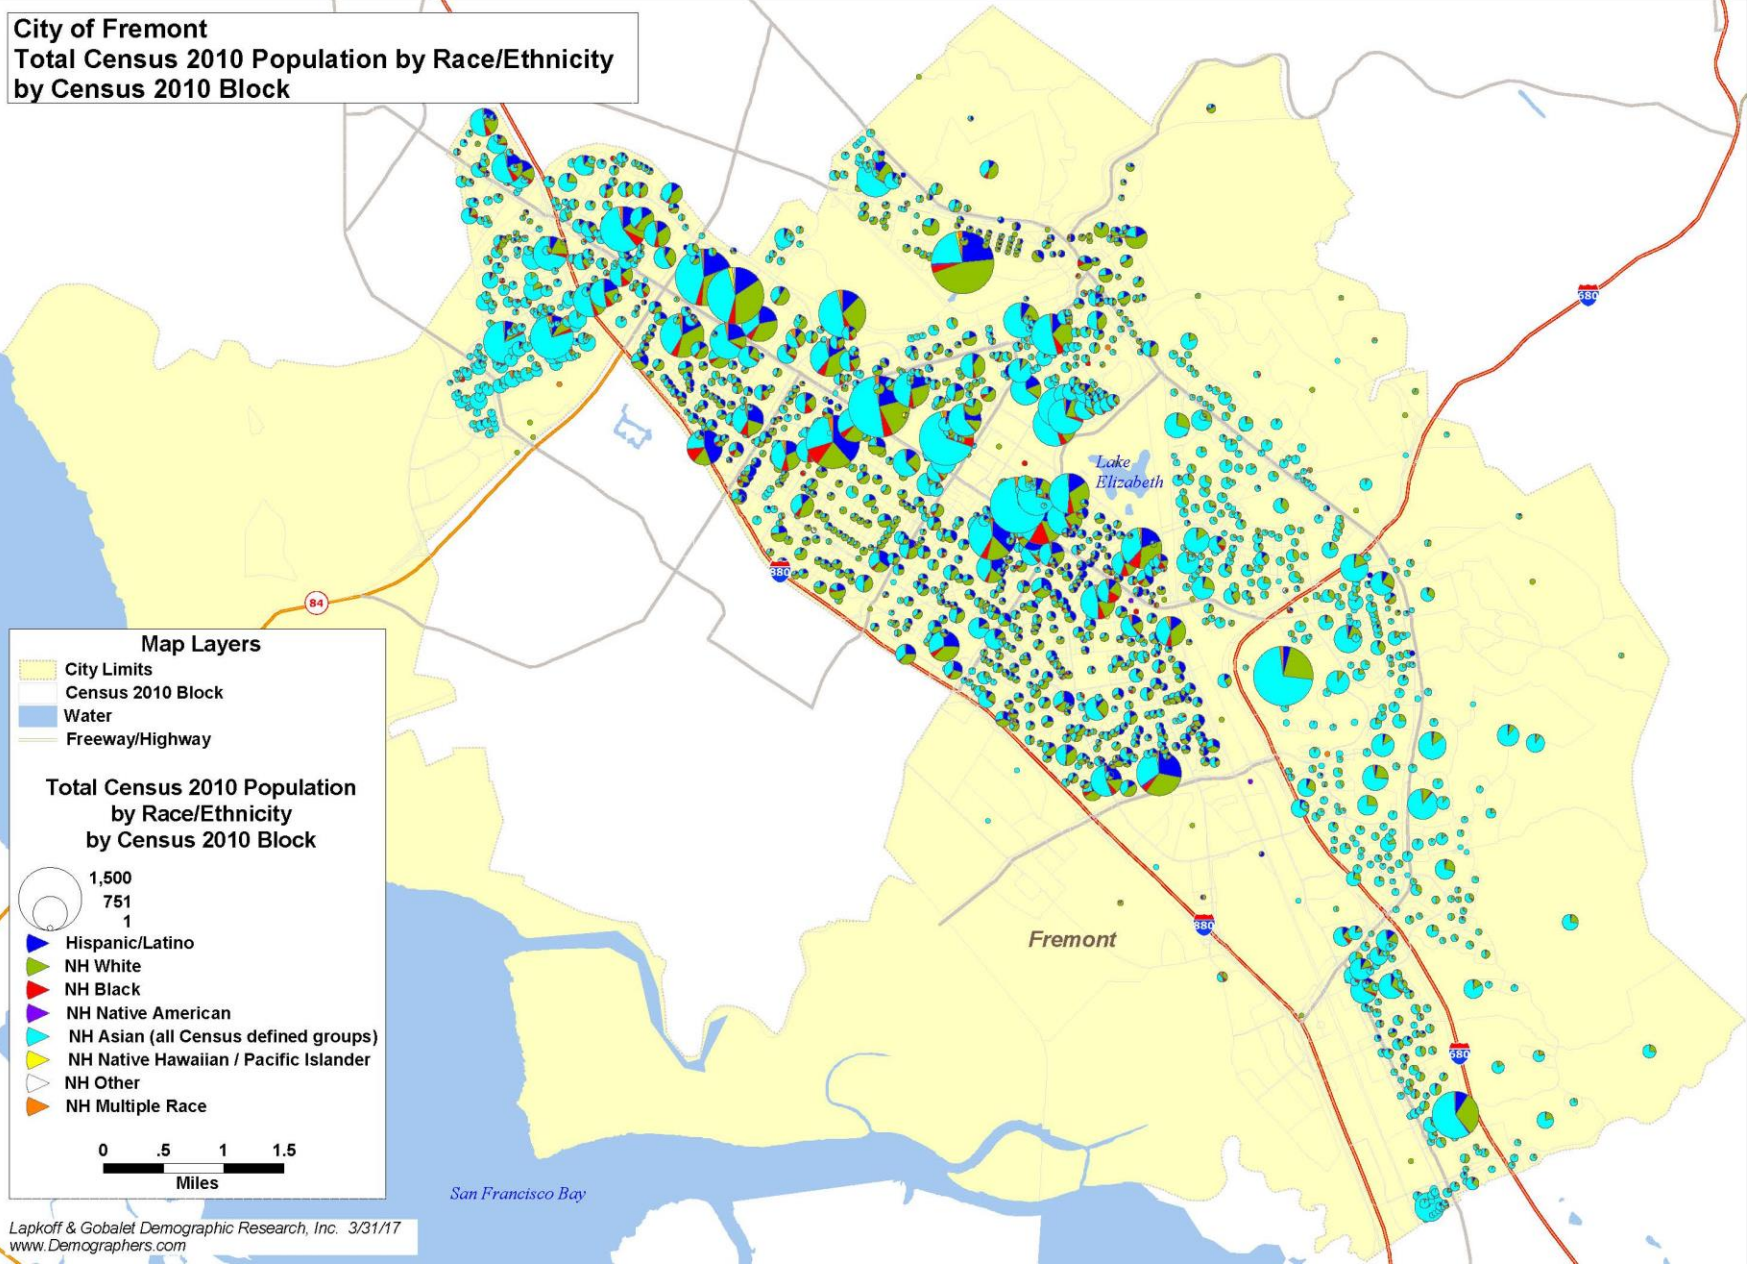 City of Fremont
Total Census 2010 Population by Race/Ethnicity
by Census 2010 Block
680
Lake
Elizabeth
880
84
Map Layers
City Limits
Census 2010 Block
Water
Freeway/Highway
Total Census 2010 Population
by Race/Ethnicity
by Census 2010 Block
1,500
751
1
Hispanic/Latino
NH White
NH Black
NH Native American
NH Asian (all Census defined groups)
NH Native Hawaiian / Pacific Islander
NH Other
NH Multiple Race
0 .5 1 1.5
Miles
Fremont
880
680
San Francisco Bay
Lapkoff & Gobalet Demographic Research, Inc. 3/31/17
www.Demographers.com